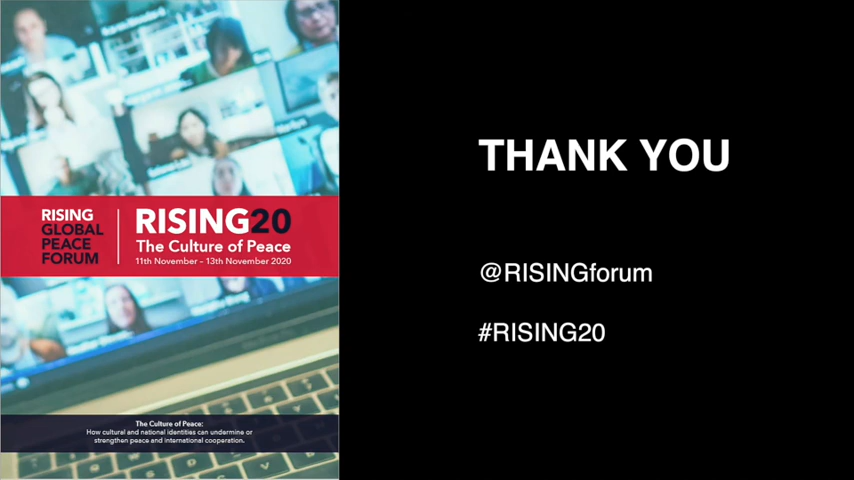 RISING
GLOBAL
PEACE
FORUM
RISING20
The Culture of Peace
11th November – 13th November 2020
The Culture of Peace:
How cultural and national identities can undermine or
strengthen peace and international cooperation.
THANK YOU
@RISINGforum
#RISING20